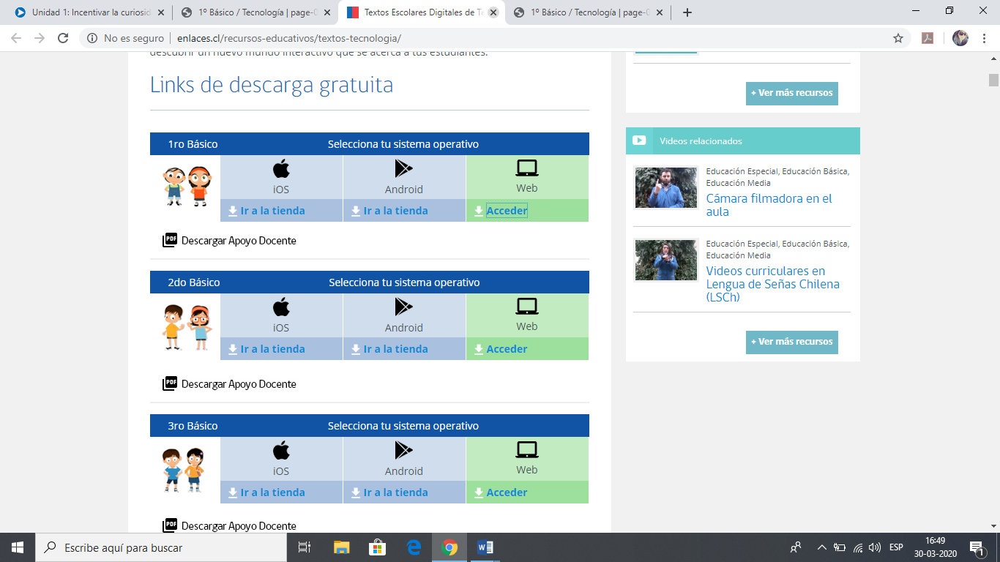 Unidad 1: Incentivar la curiosid
1º Básico / Tecnología | page-0
Textos Escolares Digitales de Te
1º Básico / Tecnología | page-0
No es seguro
enlaces.cl/recursos-educativos/textos-tecnologia/
descubrir un nuevo mundo interactivo que se acerca a tus estudiantes.
Links de descarga gratuita
1ro Básico
Selecciona tu sistema operativo
iOS
Android
Web
Ir a la tienda
Ir a la tienda
Acceder
PDF
Descargar Apoyo Docente
2do Básico
Selecciona tu sistema operativo
iOS
Android
Web
Ir a la tienda
Ir a la tienda
Acceder
PDF
Descargar Apoyo Docente
3ro Básico
Selecciona tu sistema operativo
iOS
Android
Web
Ir a la tienda
Ir a la tienda
Acceder
PDF
Descargar Apoyo Docente
+ Ver más recursos
Videos relacionados
Educación Especial, Educación Básica,
Educación Media
Cámara filmadora en el
aula
Educación Especial, Educación Básica,
Educación Media
Videos curriculares en
Lengua de Señas Chilena
(LSCh)
+ Ver más recursos
Escribe aquí para buscar
ESP
16:49
30-03-2020
1